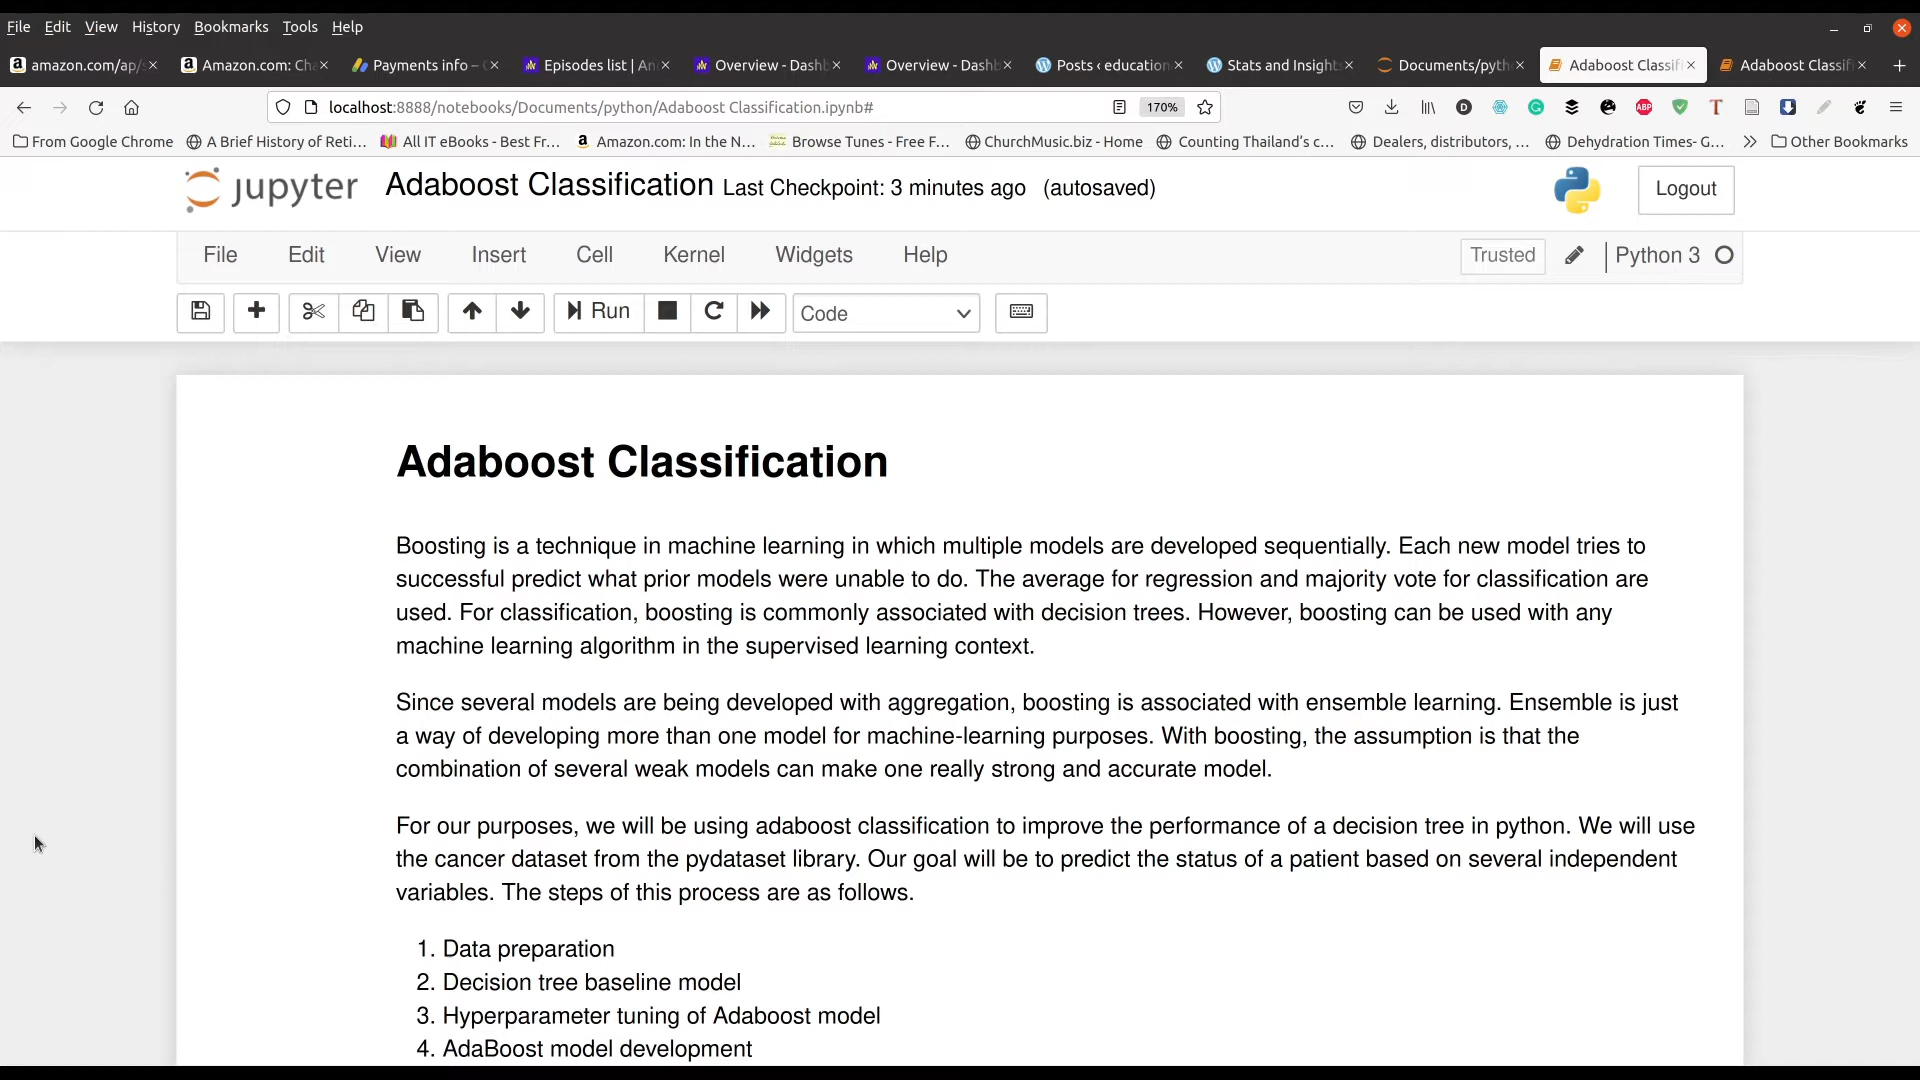 File Edit View History Bookmarks Tools Help
amazon.com/ap/ Amazon.com: Ch Payments info – Episodes list | An Overview - Dash Overview - Dash Posts ‹ education Stats and Insight Documents/pyth Adaboost Classif Adaboost Classif
localhost:8888/notebooks/Documents/python/Adaboost Classification.ipynb# 170% D ABP T
From Google Chrome A Brief History of Reti... All IT eBooks - Best Fr... Amazon.com: In the N... Browse Tunes - Free F... ChurchMusic.biz - Home Counting Thailand's c... Dealers, distributors, ... Dehydration Times- G... Other Bookmarks
jupyter Adaboost Classification Last Checkpoint: 3 minutes ago (autosaved) Logout
File Edit View Insert Cell Kernel Widgets Help Trusted Python 3
Run Code
Adaboost Classification
Boosting is a technique in machine learning in which multiple models are developed sequentially. Each new model tries to
successful predict what prior models were unable to do. The average for regression and majority vote for classification are
used. For classification, boosting is commonly associated with decision trees. However, boosting can be used with any
machine learning algorithm in the supervised learning context.
Since several models are being developed with aggregation, boosting is associated with ensemble learning. Ensemble is just
a way of developing more than one model for machine-learning purposes. With boosting, the assumption is that the
combination of several weak models can make one really strong and accurate model.
For our purposes, we will be using adaboost classification to improve the performance of a decision tree in python. We will use
the cancer dataset from the pydataset library. Our goal will be to predict the status of a patient based on several independent
variables. The steps of this process are as follows.
1. Data preparation
2. Decision tree baseline model
3. Hyperparameter tuning of Adaboost model
4. AdaBoost model development